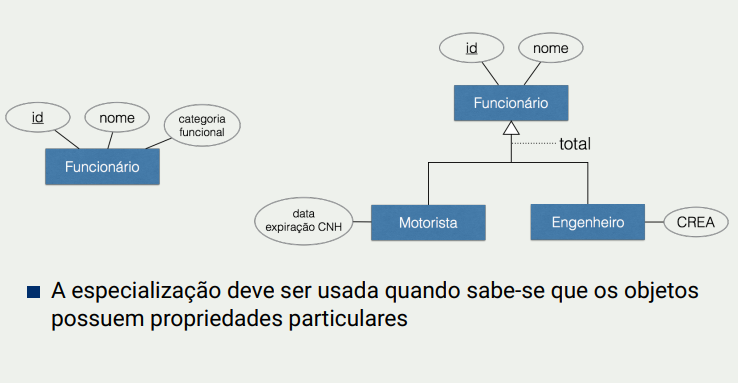 id
nome
categoria
funcional
Funcionário
id
nome
Funcionário
total
data
expiração CNH
Motorista
Engenheiro
CREA
A especialização deve ser usada quando sabe-se que os objetos
possuem propriedades particulares